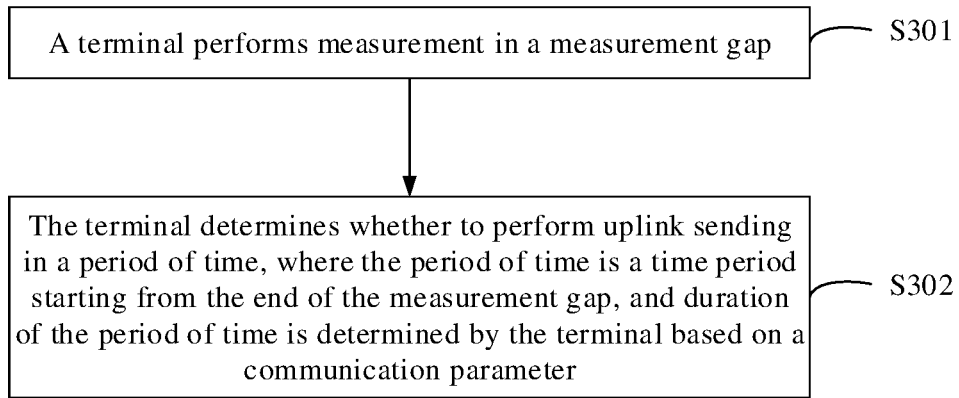 A terminal performs measurement in a measurement gap
S301
The terminal determines whether to perform uplink sending
in a period of time, where the period of time is a time period
starting from the end of the measurement gap, and duration
of the period of time is determined by the terminal based on a
communication parameter
S302